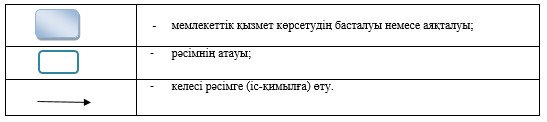 - мемлекеттік қызмет көрсетудің басталуы немесе аяқталуы;
- рәсімнің атауы;
- келесі рәсімге (іс-қимылға) өту.